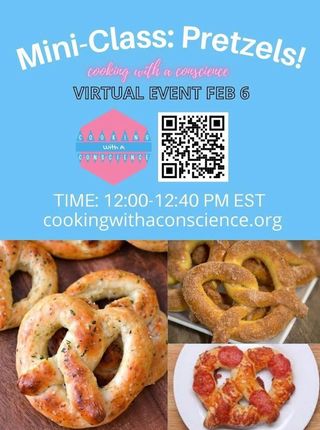 Mini-Class: Pretzels!
cooking with a conscience
VIRTUAL EVENT FEB 6
COOKING
With A
CONSCIENCE
TIME: 12:00-12:40 PM EST
cookingwithaconscience.org